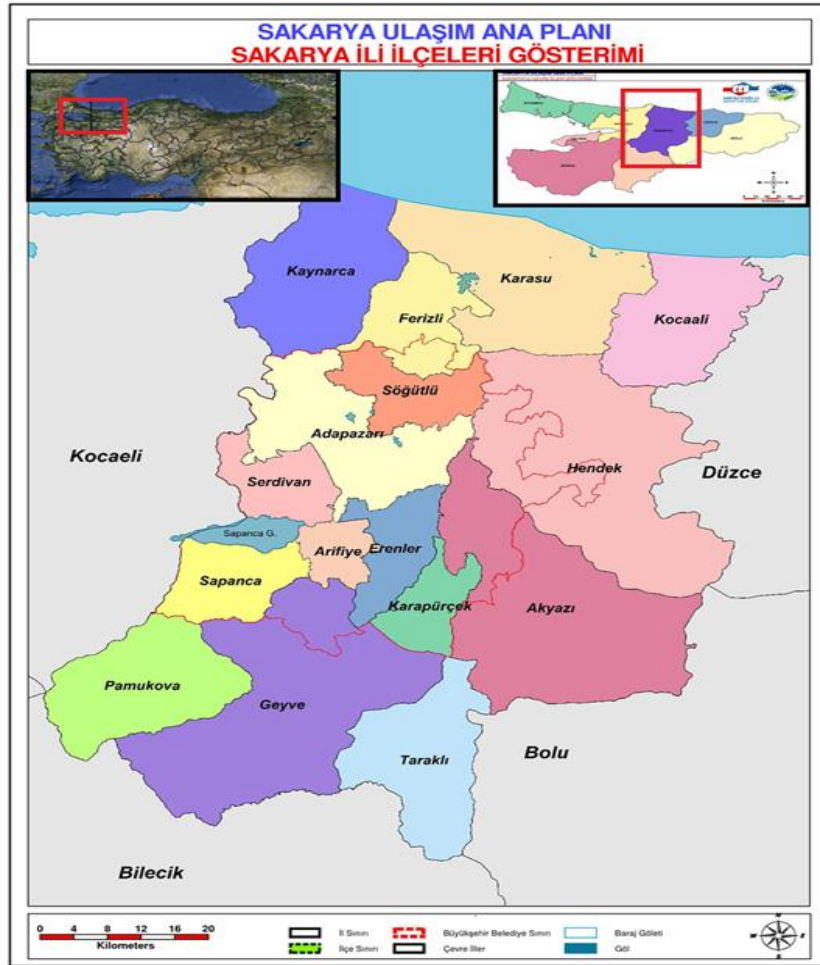 SAKARYA ULAŞIM ANA PLANI
SAKARYA İLİ İLÇELERİ GÖSTERİMİ
Kaynarca
Karasu
Kocaali
Ferizli
Söğütlü
Adapazarı
Kocaeli
Hendek
Düzce
Serdivan
Sapanca G.
Arifiye
Erenler
Sapanca
Karapürçek
Akyazı
Pamukova
Geyve
Taraklı
Bolu
Bilecik
0 4 8 12 16 20
Kilometers
İl Sınırı
Büyükşehir Belediye Sınırı
Baraj Göleti
İlçe Sınırı
Çevre İller
Göl
N
W E
S